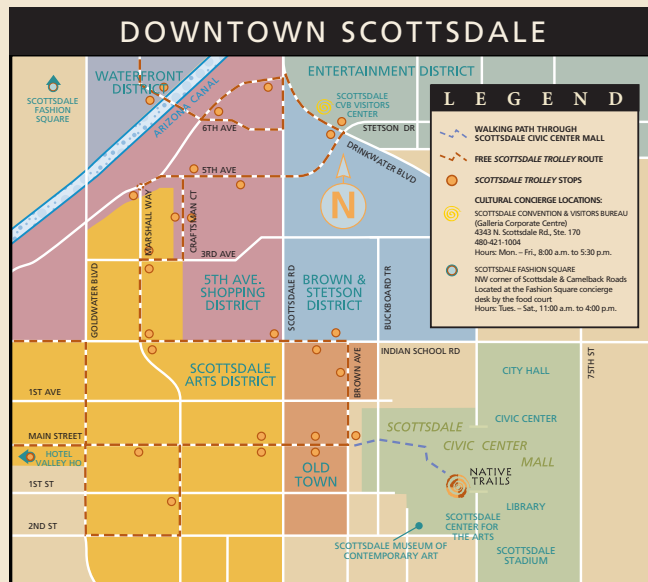 DOWNTOWN SCOTTSDALE
WATERFRONT
DISTRICT
ENTERTAINMENT DISTRICT
SCOTTSDALE
FASHION
SQUARE
ARIZONA CANAL
SCOTTSDALE
CVB VISITORS
CENTER
6TH AVE
STETSON DR
DRINKWATER BLVD
5TH AVE
N
MARSHALL WAY
CRAFTSMAN CT
3RD AVE
GOLDWATER BLVD
5TH AVE.
SHOPPING
DISTRICT
SCOTTSDALE RD
BROWN &
STETSON
DISTRICT
BUCKBOARD TR
LEGEND
WALKING PATH THROUGH
SCOTTSDALE CIVIC CENTER MALL
FREE SCOTTSDALE TROLLEY ROUTE
SCOTTSDALE TROLLEY STOPS
CULTURAL CONCIERGE LOCATIONS:
SCOTTSDALE CONVENTION & VISITORS BUREAU
(Galleria Corporate Centre)
4343 N. Scottsdale Rd., Ste. 170
480-421-1004
Hours: Mon. – Fri., 8:00 a.m. to 5:30 p.m.
SCOTTSDALE FASHION SQUARE
NW corner of Scottsdale & Camelback Roads
Located at the Fashion Square concierge
desk by the food court
Hours: Tues. – Sat., 11:00 a.m. to 4:00 p.m.
INDIAN SCHOOL RD
75TH ST
SCOTTSDALE
ARTS DISTRICT
BROWN AVE
CITY HALL
1ST AVE
CIVIC CENTER
SCOTTSDALE
CIVIC CENTER
MALL
MAIN STREET
HOTEL
VALLEY HO
OLD
TOWN
NATIVE
TRAILS
1ST ST
LIBRARY
2ND ST
SCOTTSDALE
CENTER FOR
THE ARTS
SCOTTSDALE MUSEUM OF
CONTEMPORARY ART
SCOTTSDALE
STADIUM